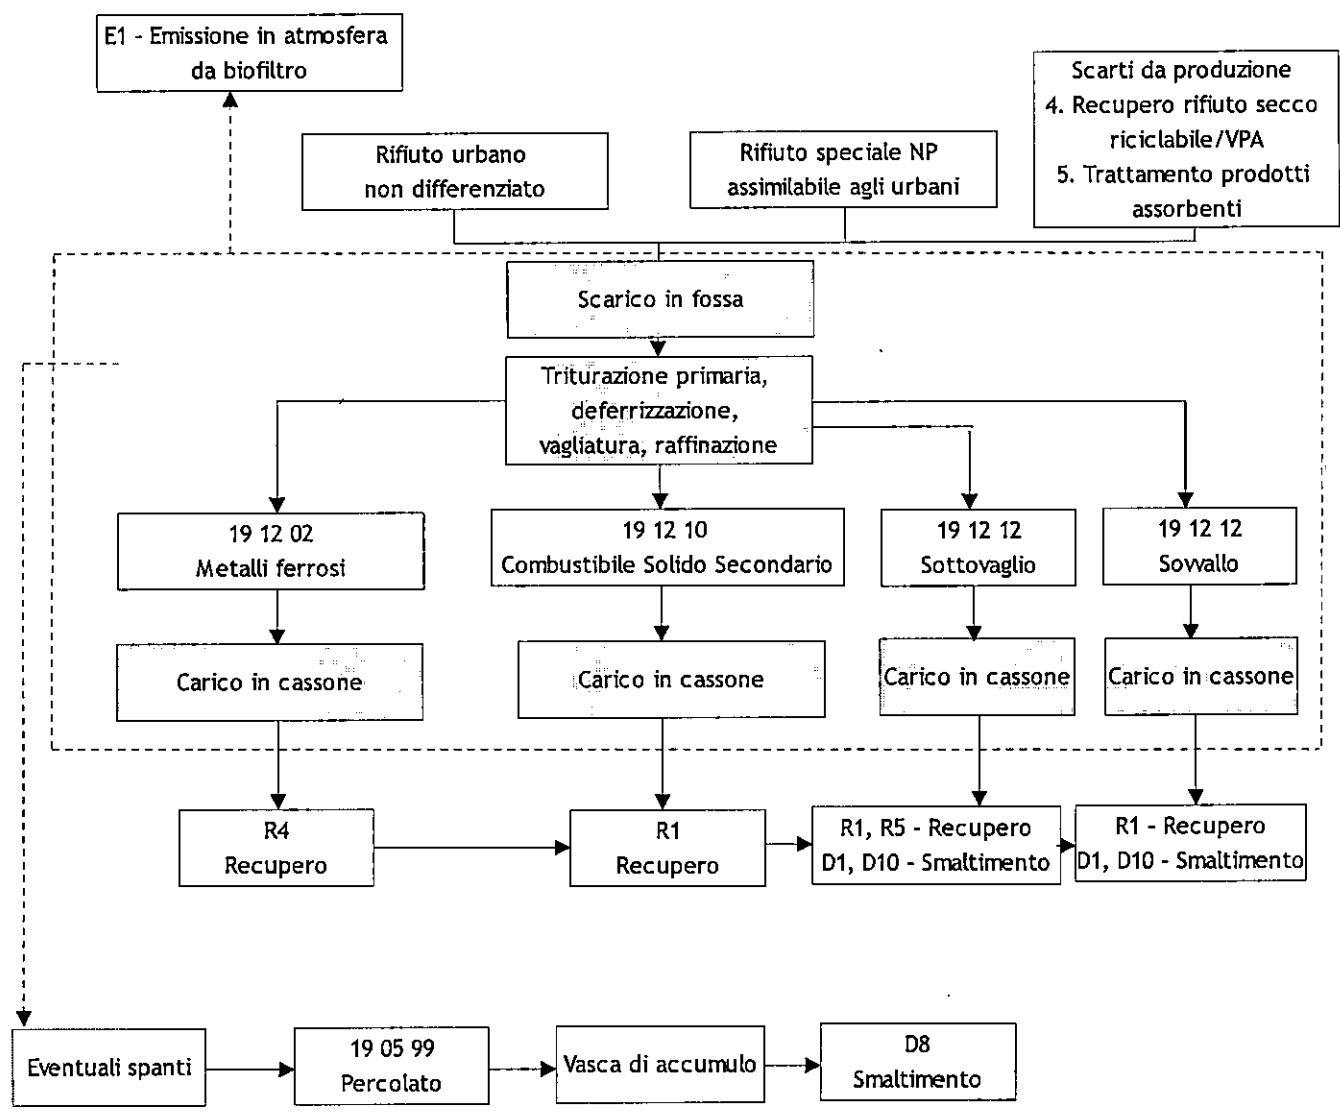 E1 - Emissione in atmosfera
da biofiltro
Rifiuto urbano
non differenziato
Rifiuto speciale NP
assimilabile agli urbani
Scarti da produzione
4. Recupero rifiuto secco
riciclabile/VPA
5. Trattamento prodotti
assorbenti
Scarico in fossa
Triturazione primaria,
deferrizzazione,
vagliatura, raffinazione
19 12 02
Metalli ferrosi
19 12 10
Combustibile Solido Secondario
19 12 12
Sottovaglio
19 12 12
Sovvallo
Carico in cassone
Carico in cassone
Carico in cassone
Carico in cassone
R4
Recupero
R1
Recupero
R1, R5 - Recupero
D1, D10 - Smaltimento
R1 - Recupero
D1, D10 - Smaltimento
Eventuali spanti
19 05 99
Percolato
Vasca di accumulo
D8
Smaltimento